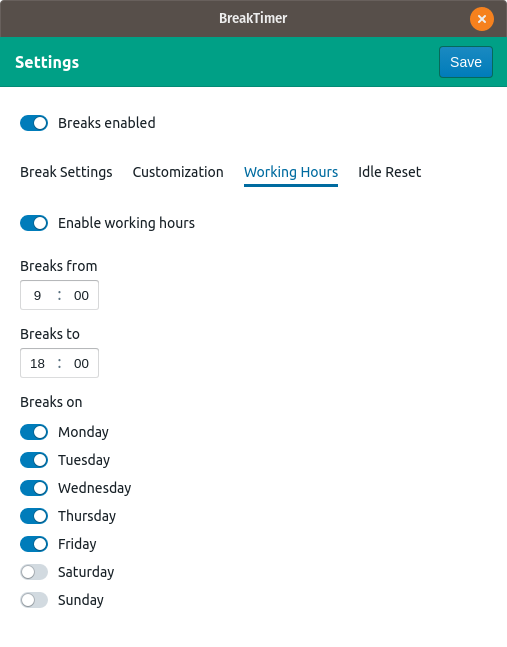 BreakTimer
Settings
Save
Breaks enabled
Break Settings Customization Working Hours Idle Reset
Enable working hours
Breaks from
9 : 00
Breaks to
18 : 00
Breaks on
Monday
Tuesday
Wednesday
Thursday
Friday
Saturday
Sunday